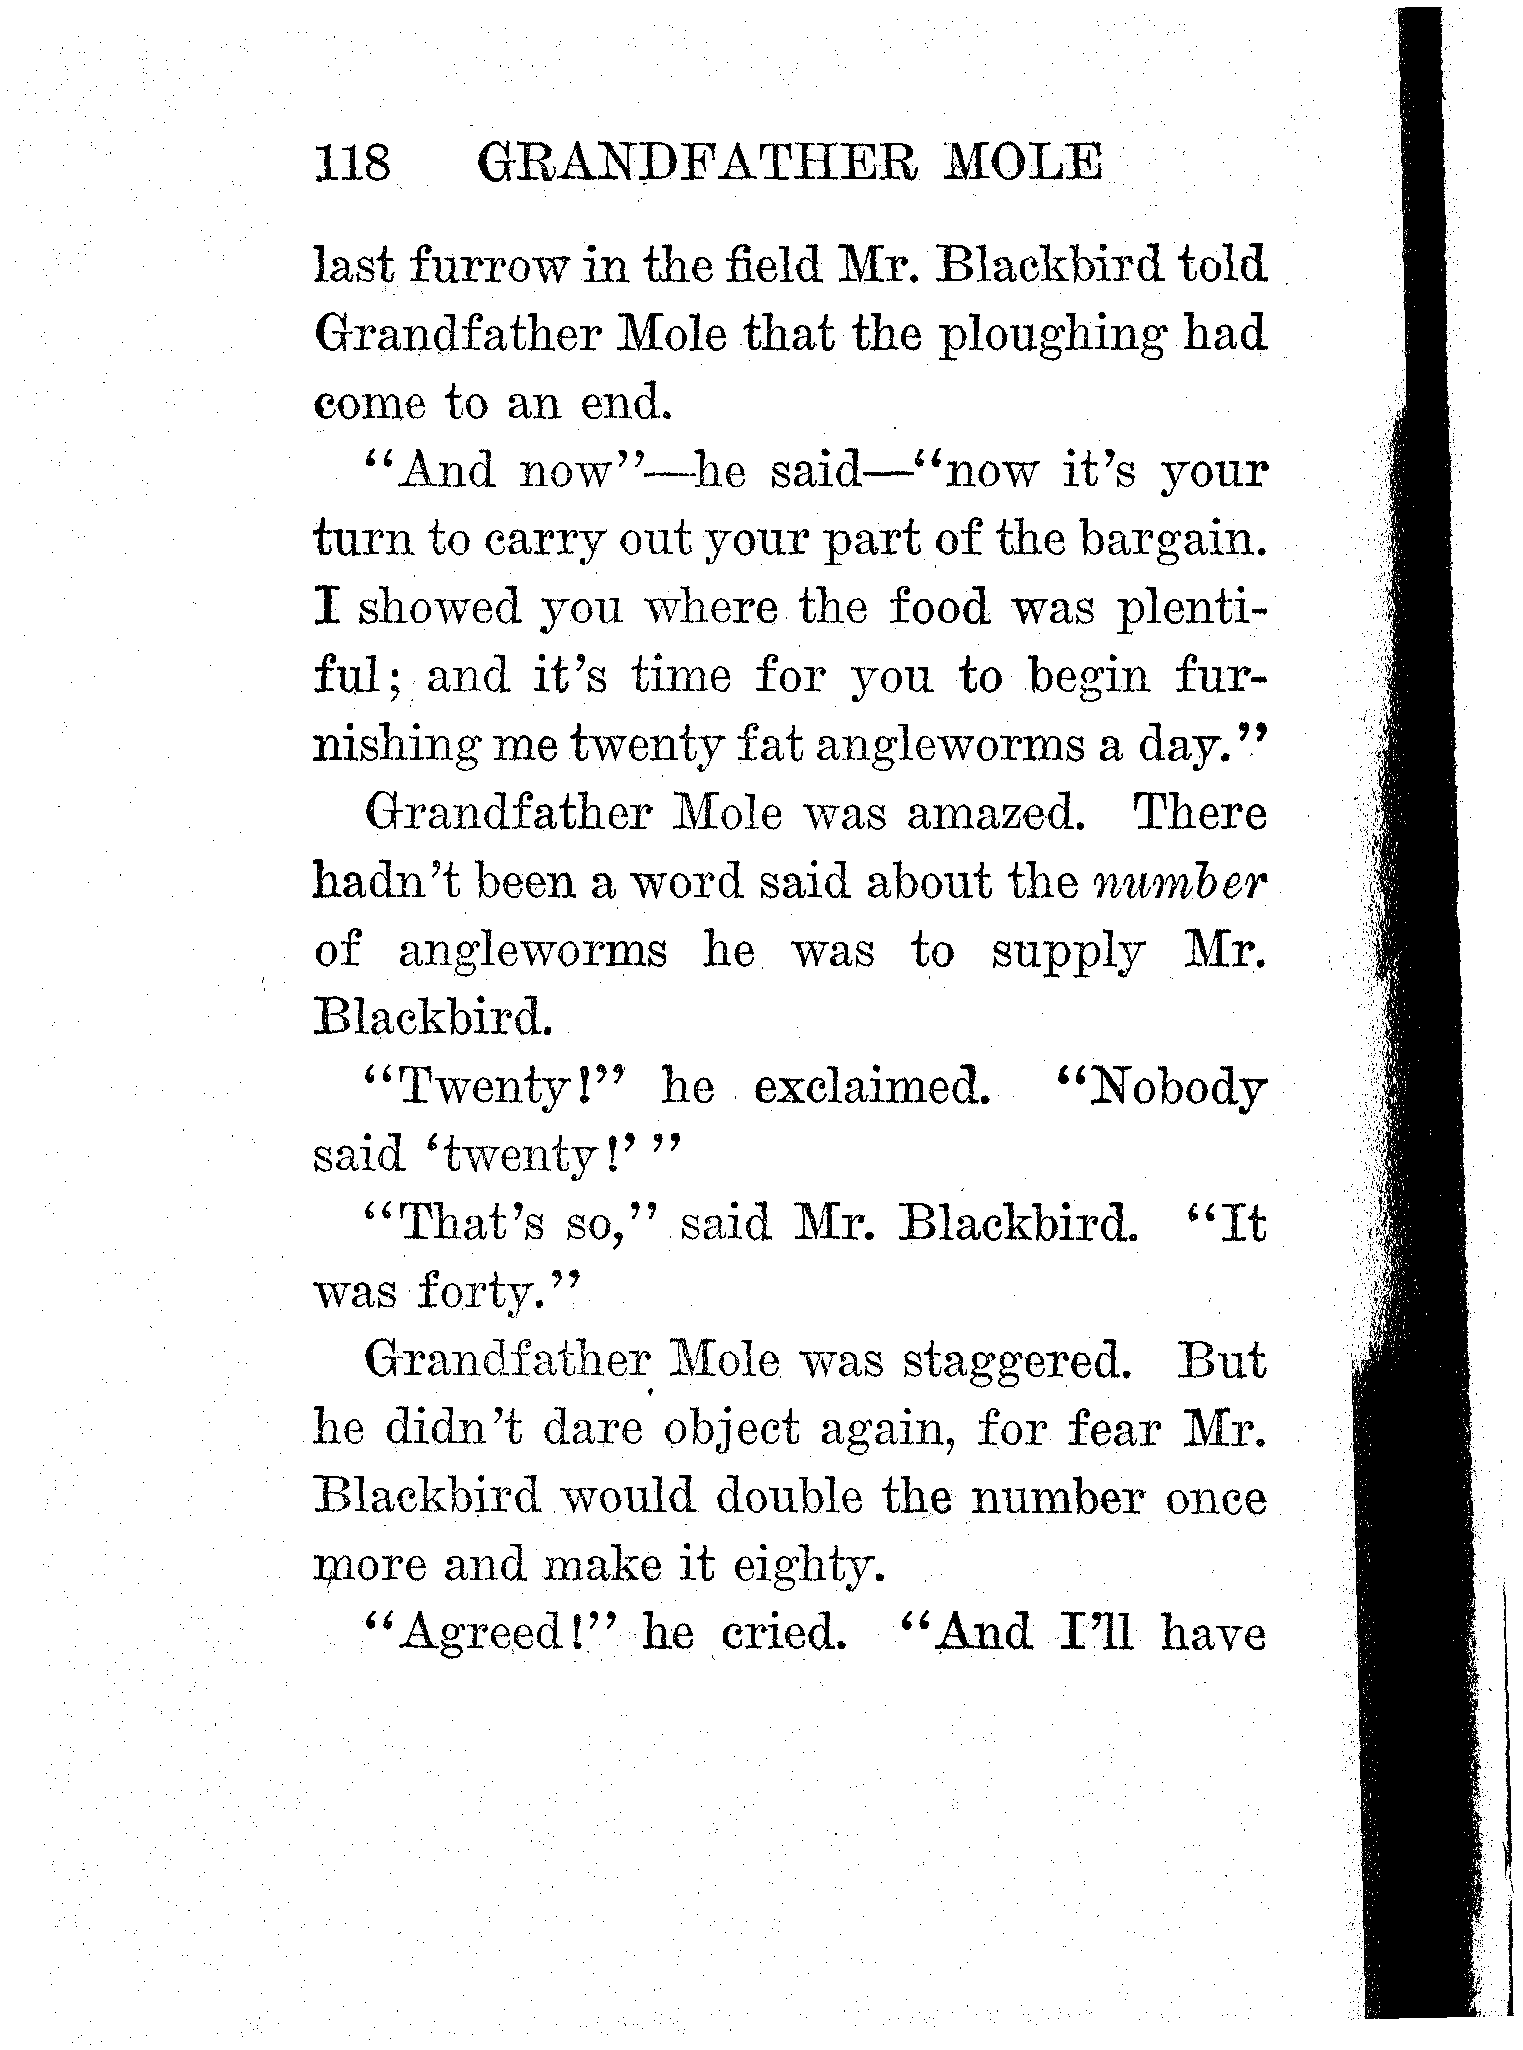 118 GRANDFATHER MOLE
last furrow in the field Mr. Blackbird told
Grandfather Mole that the ploughing had
come to an end.
“And now”—he said—“now it’s your
turn to carry out your part of the bargain.
I showed you where the food was plenti-
ful; and it’s time for you to begin fur-
nishing me twenty fat angleworms a day.”
Grandfather Mole was amazed. There
hadn’t been a word said about the number
of angleworms he was to supply Mr.
Blackbird.
“Twenty!” he exclaimed. “Nobody
said ‘twenty!’ ”
“That’s so,” said Mr. Blackbird. “It
was forty.”
Grandfather Mole was staggered. But
he didn’t dare object again, for fear Mr.
Blackbird would double the number once
more and make it eighty.
“Agreed!” he cried. “And I’ll have